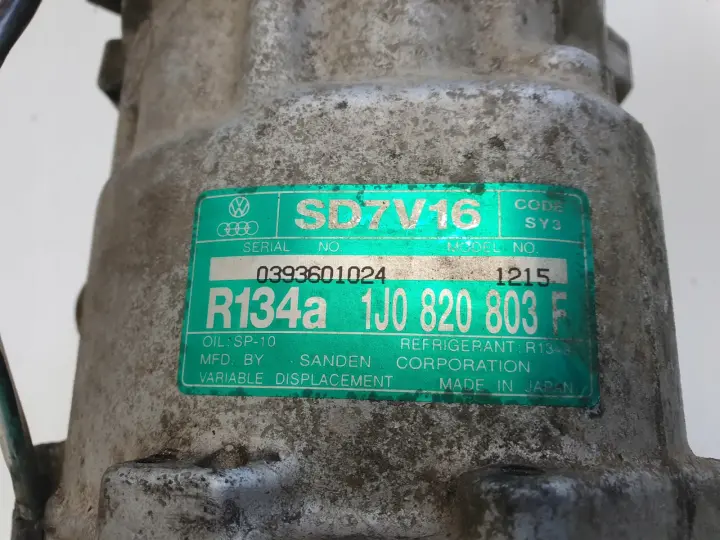 SD7V16 CODE SY3
SERIAL NO. MODEL NO.
0393601024 1215
R134a 1J0 820 803 F
OIL: SP-10 REFRIGERANT: R134a
MFD. BY SANDEN CORPORATION
VARIABLE DISPLACEMENT MADE IN JAPAN